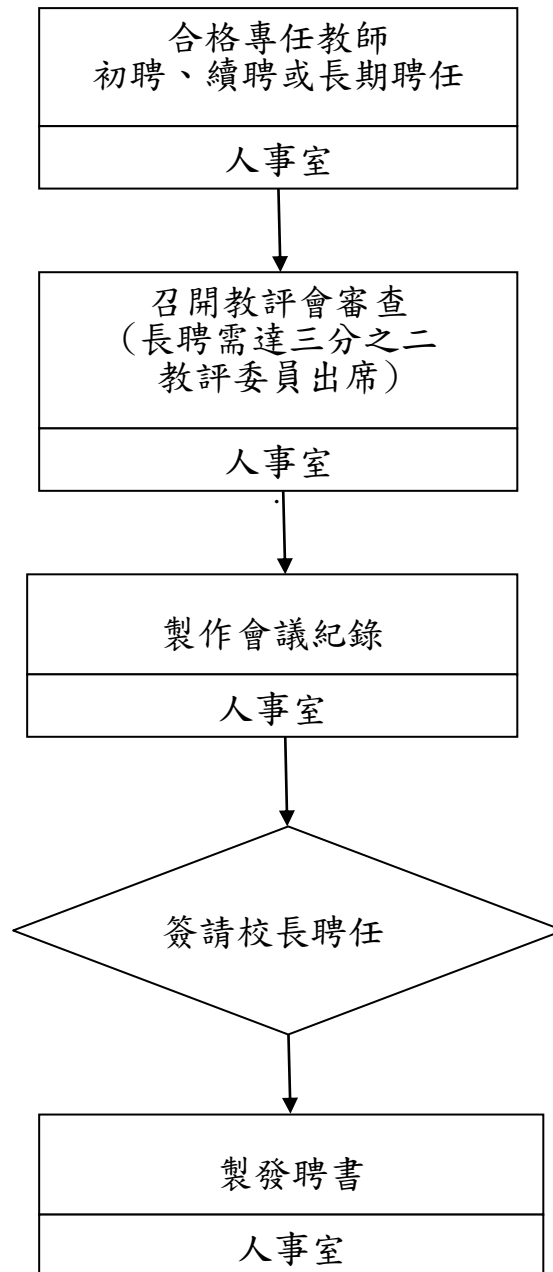 合格專任教師
初聘、續聘或長期聘任
人事室
召開教評會審查
（長聘需達三分之二
教評委員出席）
人事室
製作會議紀錄
人事室
簽請校長聘任
製發聘書
人事室